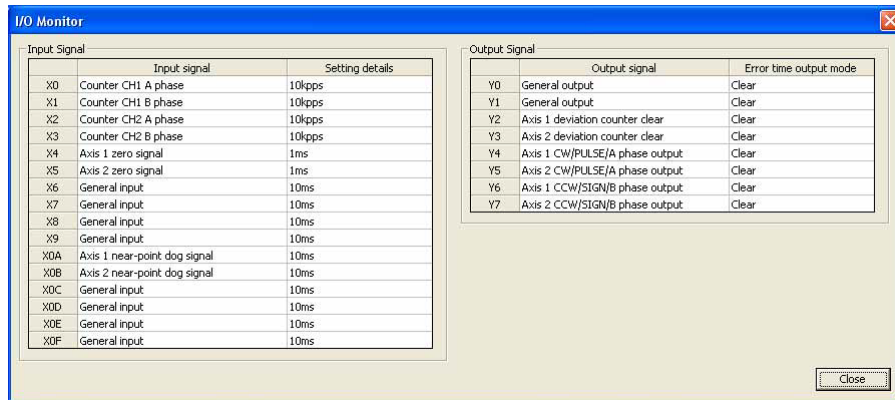 I/O Monitor
Input Signal
Input signal Setting details
X0 Counter CH1 A phase 10kpps
X1 Counter CH1 B phase 10kpps
X2 Counter CH2 A phase 10kpps
X3 Counter CH2 B phase 10kpps
X4 Axis 1 zero signal 1ms
X5 Axis 2 zero signal 1ms
X6 General input 10ms
X7 General input 10ms
X8 General input 10ms
X9 General input 10ms
X0A Axis 1 near-point dog signal 10ms
X0B Axis 2 near-point dog signal 10ms
X0C General input 10ms
X0D General input 10ms
X0E General input 10ms
X0F General input 10ms
Output Signal
Output signal Error time output mode
Y0 General output Clear
Y1 General output Clear
Y2 Axis 1 deviation counter clear Clear
Y3 Axis 2 deviation counter clear Clear
Y4 Axis 1 CW/PULSE/A phase output Clear
Y5 Axis 2 CW/PULSE/A phase output Clear
Y6 Axis 1 CCW/SIGN/B phase output Clear
Y7 Axis 2 CCW/SIGN/B phase output Clear
Close